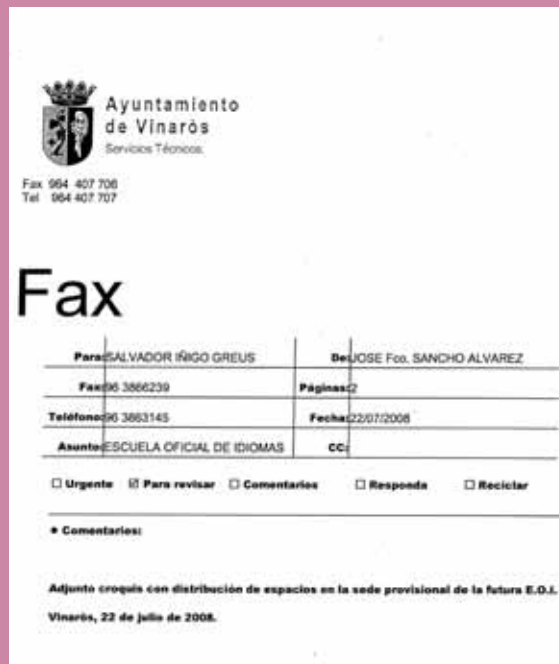 Ayuntamiento
de Vinaròs
Servicios Técnicos.
Fax 964 407 706
Tel 964 407 707
Fax
Para: SALVADOR IÑIGO GREUS De: JOSE Fco. SANCHO ALVAREZ
Fax: 96 3866239 Páginas: 2
Teléfono: 96 3863145 Fecha: 22/07/2008
Asunto: ESCUELA OFICIAL DE IDIOMAS CC:
☐ Urgente ☑ Para revisar ☐ Comentarios ☐ Responda ☐ Reciclar
• Comentarios:
Adjunto croquis con distribución de espacios en la sede provisional de la futura E.O.I.
Vinaròs, 22 de julio de 2008.